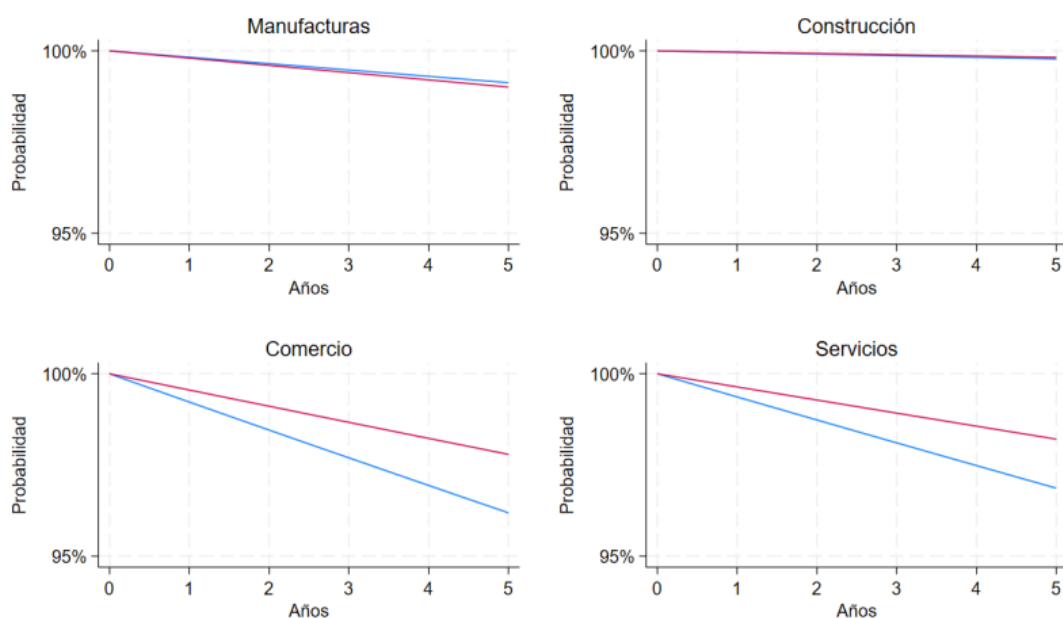 Manufacturas
100%
95%
Probabilidad
0 1 2 3 4 5
Años
Construcción
100%
95%
Probabilidad
0 1 2 3 4 5
Años
Comercio
100%
95%
Probabilidad
0 1 2 3 4 5
Años
Servicios
100%
95%
Probabilidad
0 1 2 3 4 5
Años